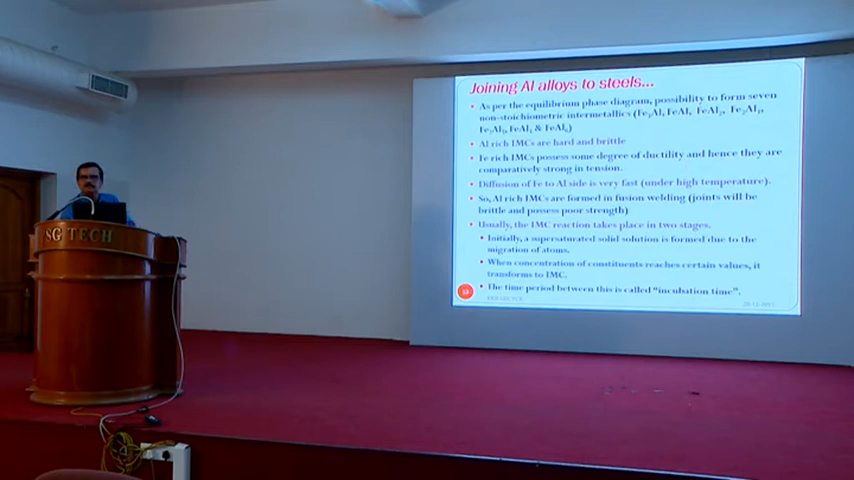 Joining Al alloys to steels...
• As per the equilibrium phase diagram, possibility to form seven
non-stoichiometric intermetallics (Fe₃Al, FeAl, FeAl₂, Fe₂Al₅,
FeAl₃ & FeAl₆)
• Al rich IMCs are hard and brittle
• Fe rich IMCs possess some degree of ductility and hence they are
comparatively strong in tension.
• Diffusion of Fe to Al side is very fast (under high temperature).
• So, Al rich IMCs are formed in fusion welding (joints will be
brittle and possess poor strength)
• Usually, the IMC reaction takes place in two stages.
• Initially, a supersaturated solid solution is formed due to the
migration of atoms.
• When concentration of constituents reaches certain values, it
transforms to IMC.
• The time period between this is called "incubation time".
13
SG TECH